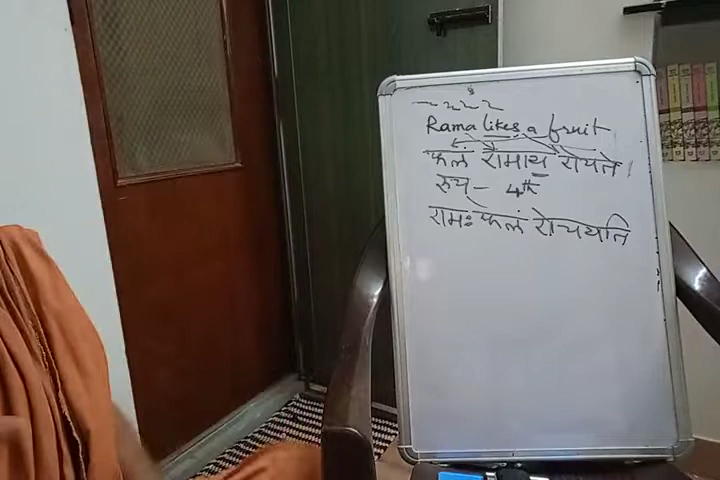 Rama likes a fruit
फलं रामाय रोचते
रुच् - 4th
रामः फलं रोचयति